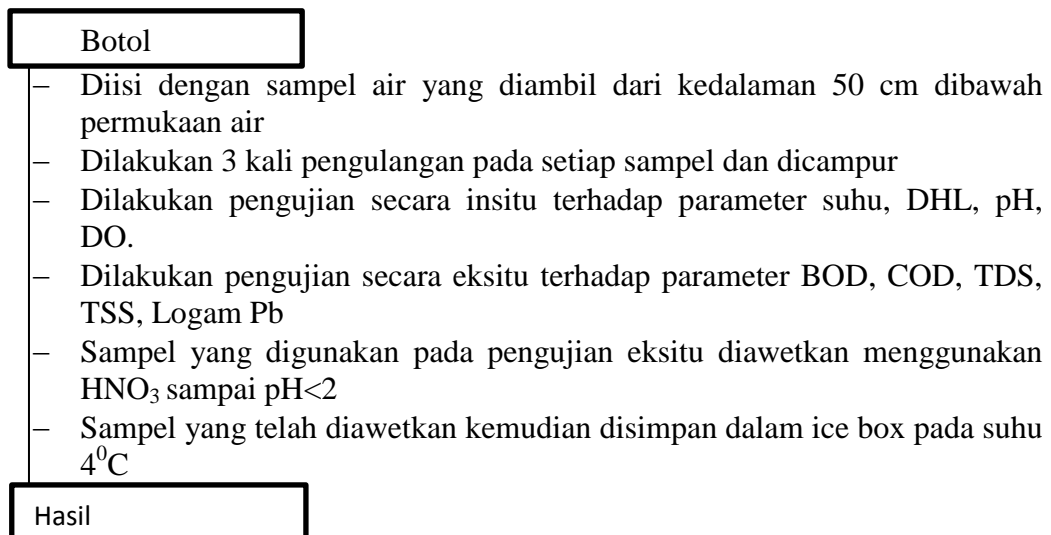 Botol
– Diisi dengan sampel air yang diambil dari kedalaman 50 cm dibawah
permukaan air
– Dilakukan 3 kali pengulangan pada setiap sampel dan dicampur
– Dilakukan pengujian secara insitu terhadap parameter suhu, DHL, pH,
DO.
– Dilakukan pengujian secara eksitu terhadap parameter BOD, COD, TDS,
TSS, Logam Pb
– Sampel yang digunakan pada pengujian eksitu diawetkan menggunakan
HNO₃ sampai pH<2
– Sampel yang telah diawetkan kemudian disimpan dalam ice box pada suhu
4⁰C
Hasil